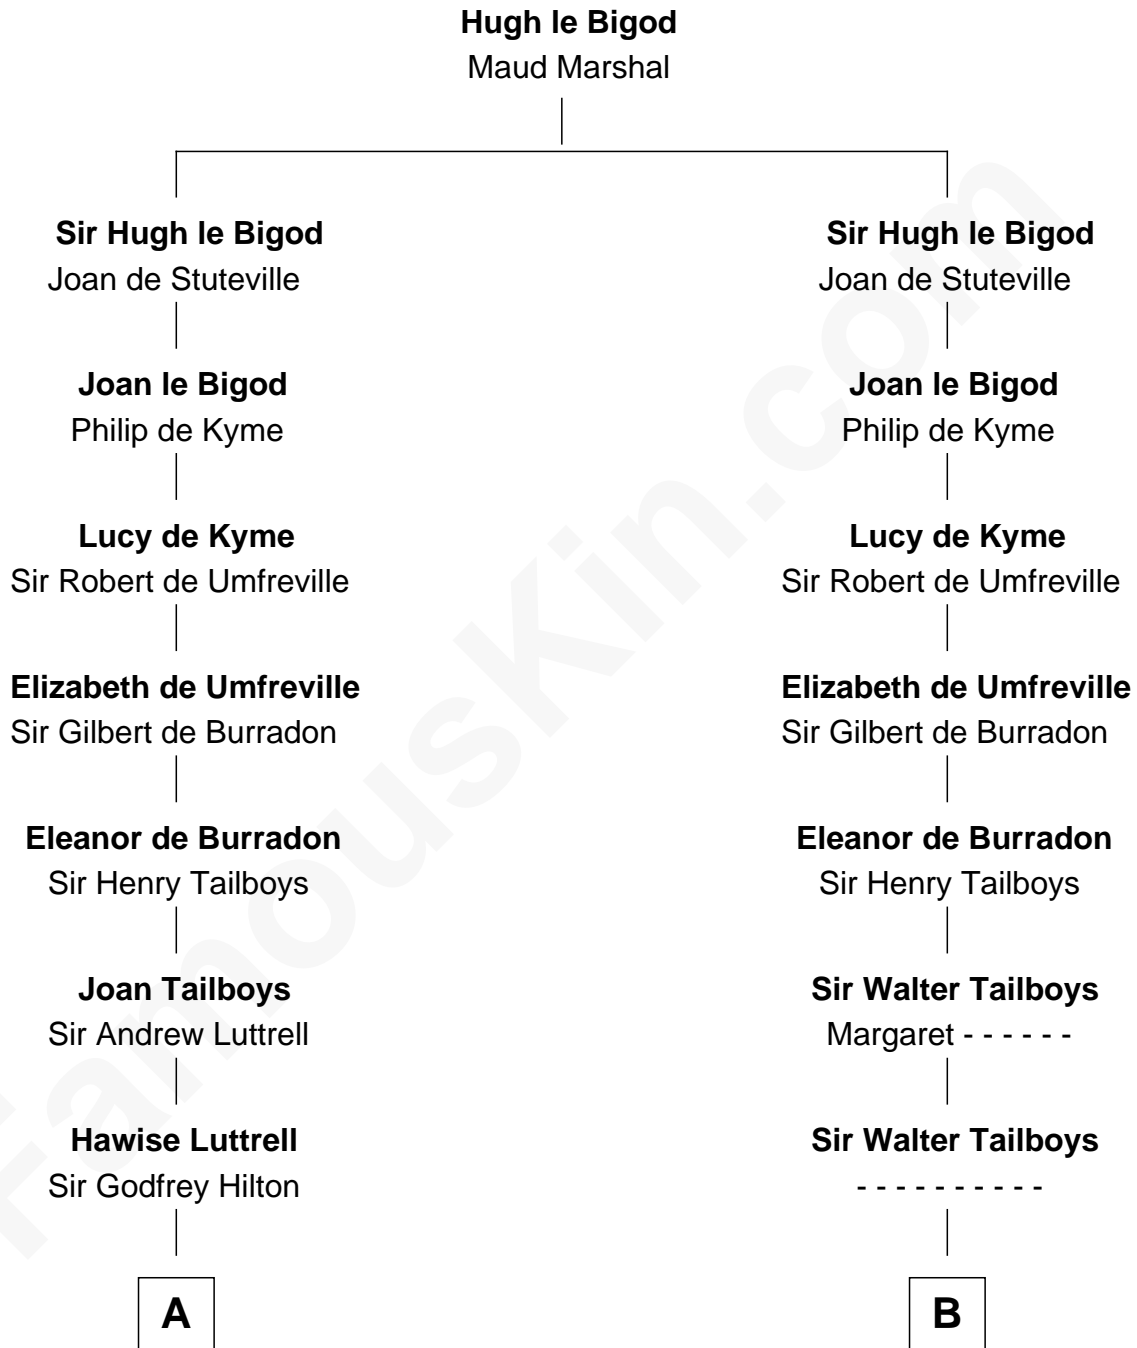 Hugh le Bigod
Maud Marshal
Sir Hugh le Bigod
Joan de Stuteville
Sir Hugh le Bigod
Joan de Stuteville
Joan le Bigod
Philip de Kyme
Joan le Bigod
Philip de Kyme
Lucy de Kyme
Sir Robert de Umfreville
Lucy de Kyme
Sir Robert de Umfreville
Elizabeth de Umfreville
Sir Gilbert de Burradon
Elizabeth de Umfreville
Sir Gilbert de Burradon
Eleanor de Burradon
Sir Henry Tailboys
Eleanor de Burradon
Sir Henry Tailboys
Joan Tailboys
Sir Andrew Luttrell
Sir Walter Tailboys
Margaret - - - - - -
Hawise Luttrell
Sir Godfrey Hilton
Sir Walter Tailboys
- - - - - - - - - -
A
B
FamousKin.com